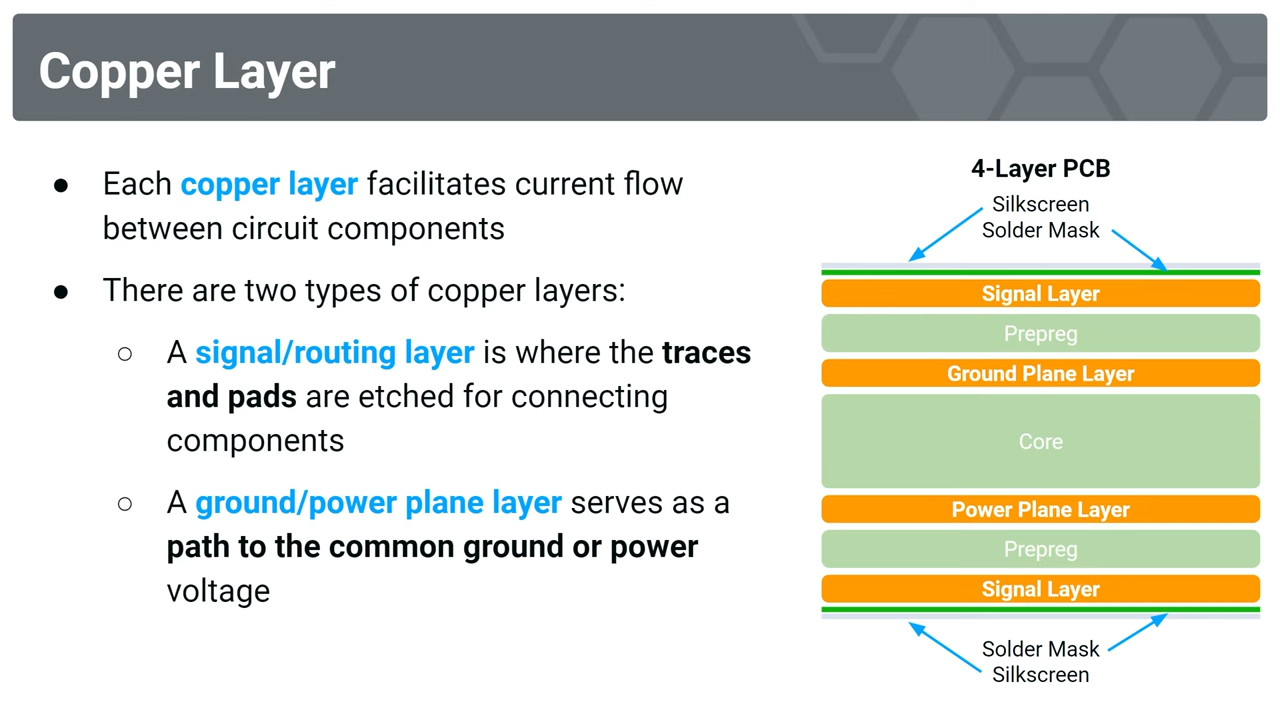 Copper Layer
● Each copper layer facilitates current flow
between circuit components
● There are two types of copper layers:
○ A signal/routing layer is where the traces
and pads are etched for connecting
components
○ A ground/power plane layer serves as a
path to the common ground or power
voltage
4-Layer PCB
Silkscreen
Solder Mask
Signal Layer
Prepreg
Ground Plane Layer
Core
Power Plane Layer
Prepreg
Signal Layer
Solder Mask
Silkscreen